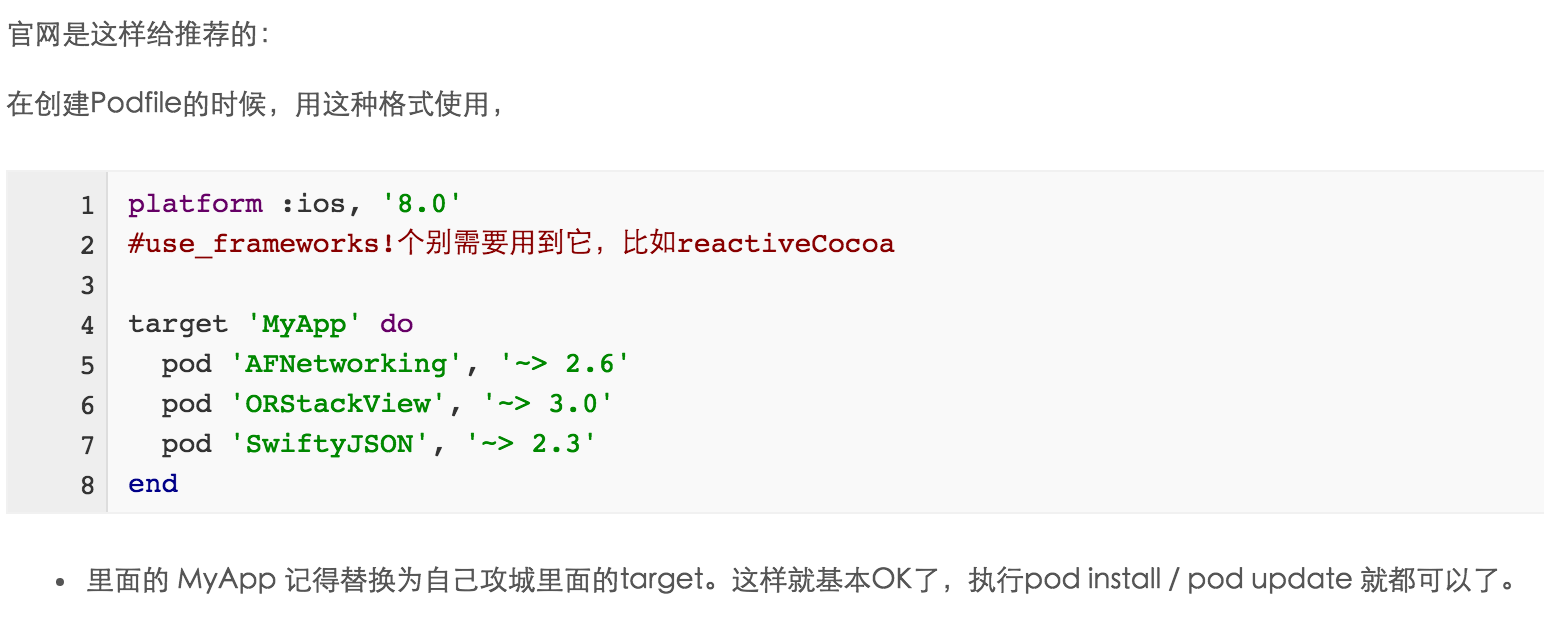 官网是这样给推荐的：
在创建Podfile的时候，用这种格式使用，
1 platform :ios, '8.0'
2 #use_frameworks!个别需要用到它，比如reactiveCocoa
3
4 target 'MyApp' do
5   pod 'AFNetworking', '~> 2.6'
6   pod 'ORStackView', '~> 3.0'
7   pod 'SwiftyJSON', '~> 2.3'
8 end
• 里面的 MyApp 记得替换为自己攻城里面的target。这样就基本OK了，执行pod install / pod update 就都可以了。